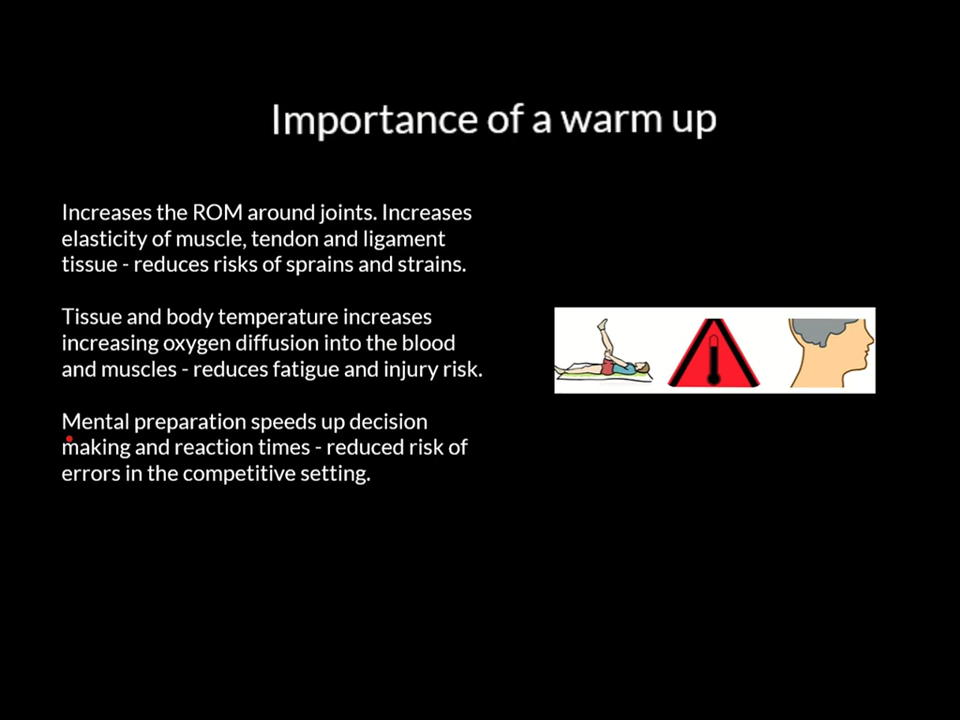 Importance of a warm up
Increases the ROM around joints. Increases
elasticity of muscle, tendon and ligament
tissue - reduces risks of sprains and strains.
Tissue and body temperature increases
increasing oxygen diffusion into the blood
and muscles - reduces fatigue and injury risk.
Mental preparation speeds up decision
making and reaction times - reduced risk of
errors in the competitive setting.